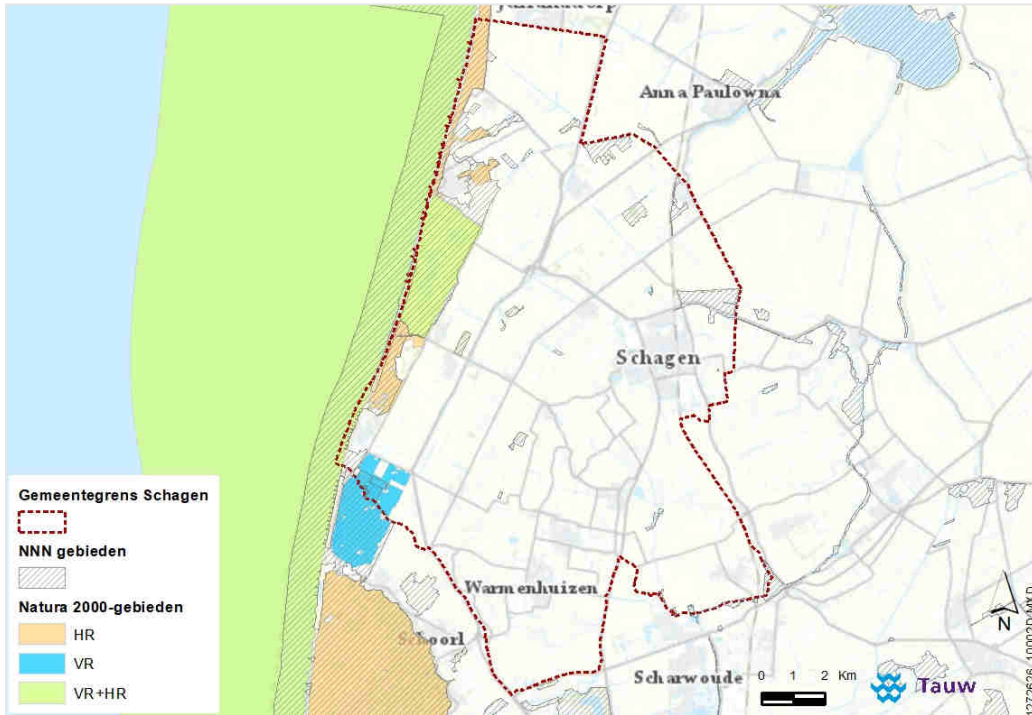 Anna Paulowna
Schagen
Warmenhuizen
Schoorl
Scharwoude
Gemeentegrens Schagen
NNN gebieden
Natura 2000-gebieden
HR
VR
VR+HR
N
0 1 2 Km
Tauw